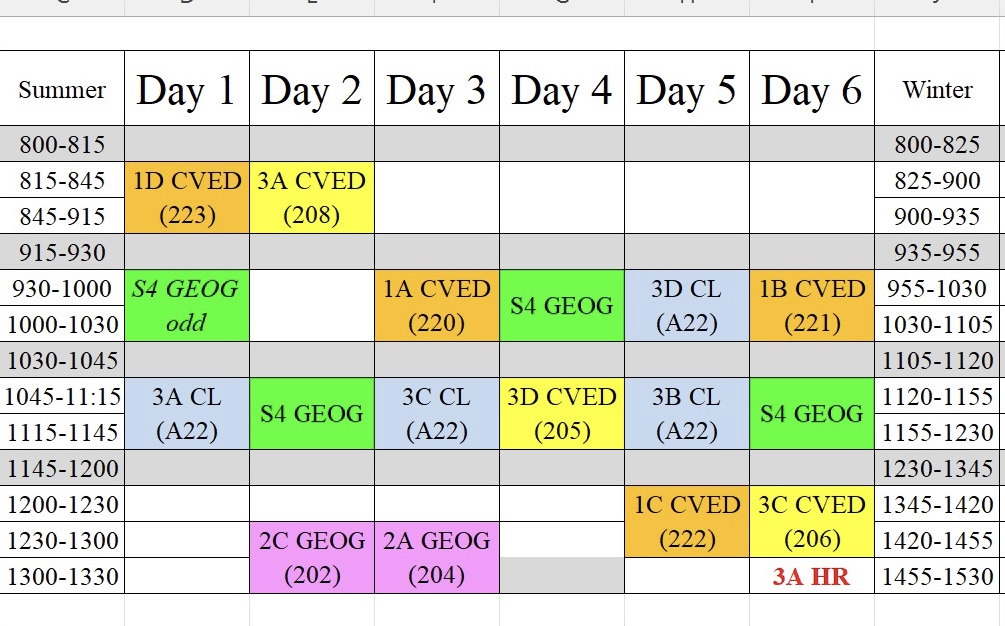 Summer Day 1 Day 2 Day 3 Day 4 Day 5 Day 6 Winter
800-815 800-825
815-845 1D CVED 3A CVED 825-900
845-915 (223) (208) 900-935
915-930 935-955
930-1000 S4 GEOG 1A CVED S4 GEOG 3D CL 1B CVED 955-1030
1000-1030 odd (220) (A22) (221) 1030-1105
1030-1045 1105-1120
1045-11:15 3A CL S4 GEOG 3C CL 3D CVED 3B CL S4 GEOG 1120-1155
1115-1145 (A22) (A22) (205) (A22) 1155-1230
1145-1200 1230-1345
1200-1230 1C CVED 3C CVED 1345-1420
1230-1300 2C GEOG 2A GEOG (222) (206) 1420-1455
1300-1330 (202) (204) 3A HR 1455-1530